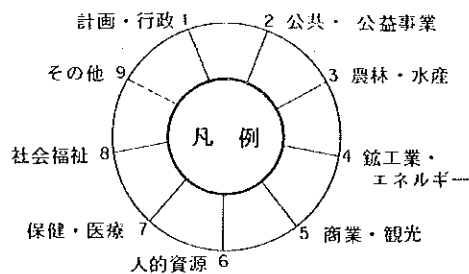 計画・行政 1
2 公共・公益事業
3 農林・水産
4 鉱工業・
エネルギー
5 商業・観光
6 人的資源
7 保健・医療
8 社会福祉
9 その他
凡例